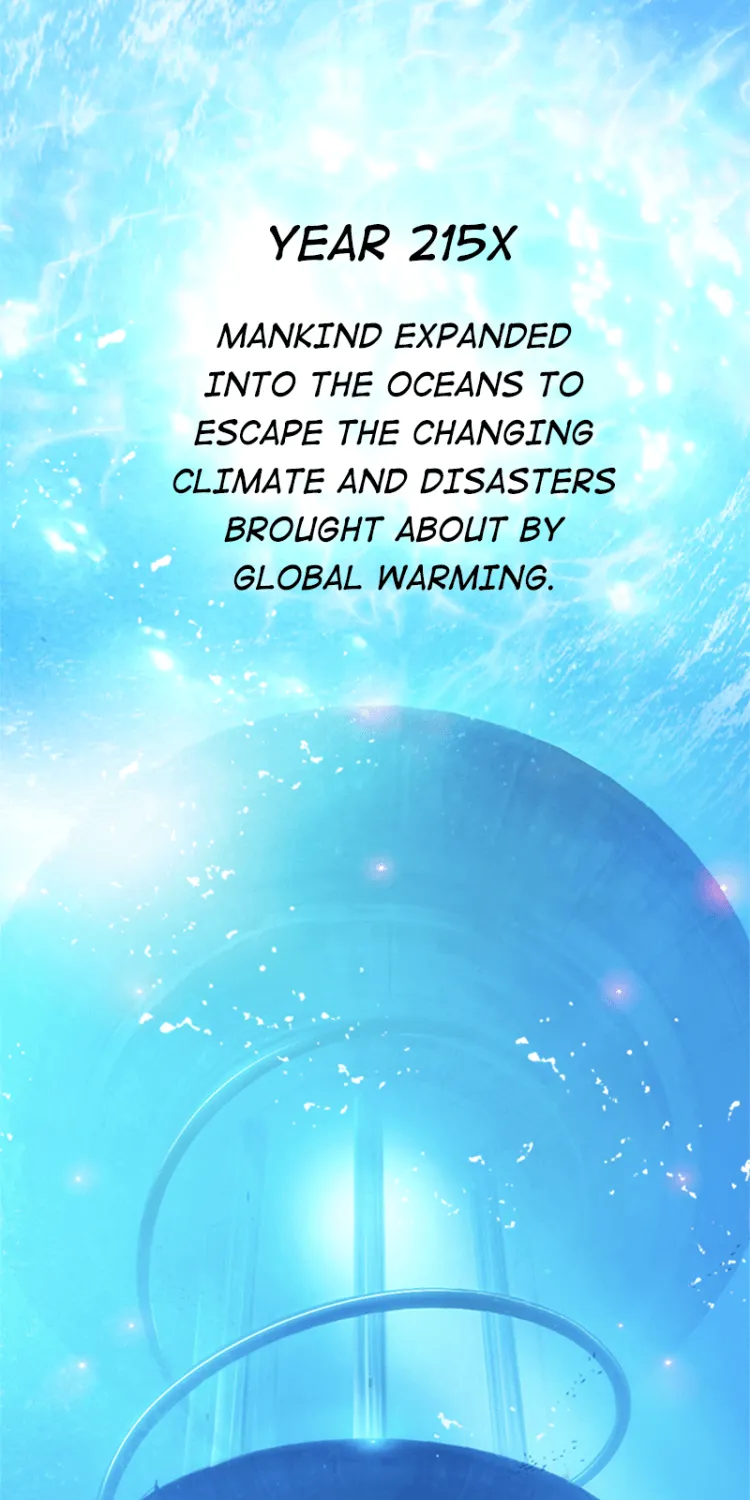 YEAR 215X
MANKIND EXPANDED
INTO THE OCEANS TO
ESCAPE THE CHANGING
CLIMATE AND DISASTERS
BROUGHT ABOUT BY
GLOBAL WARMING.